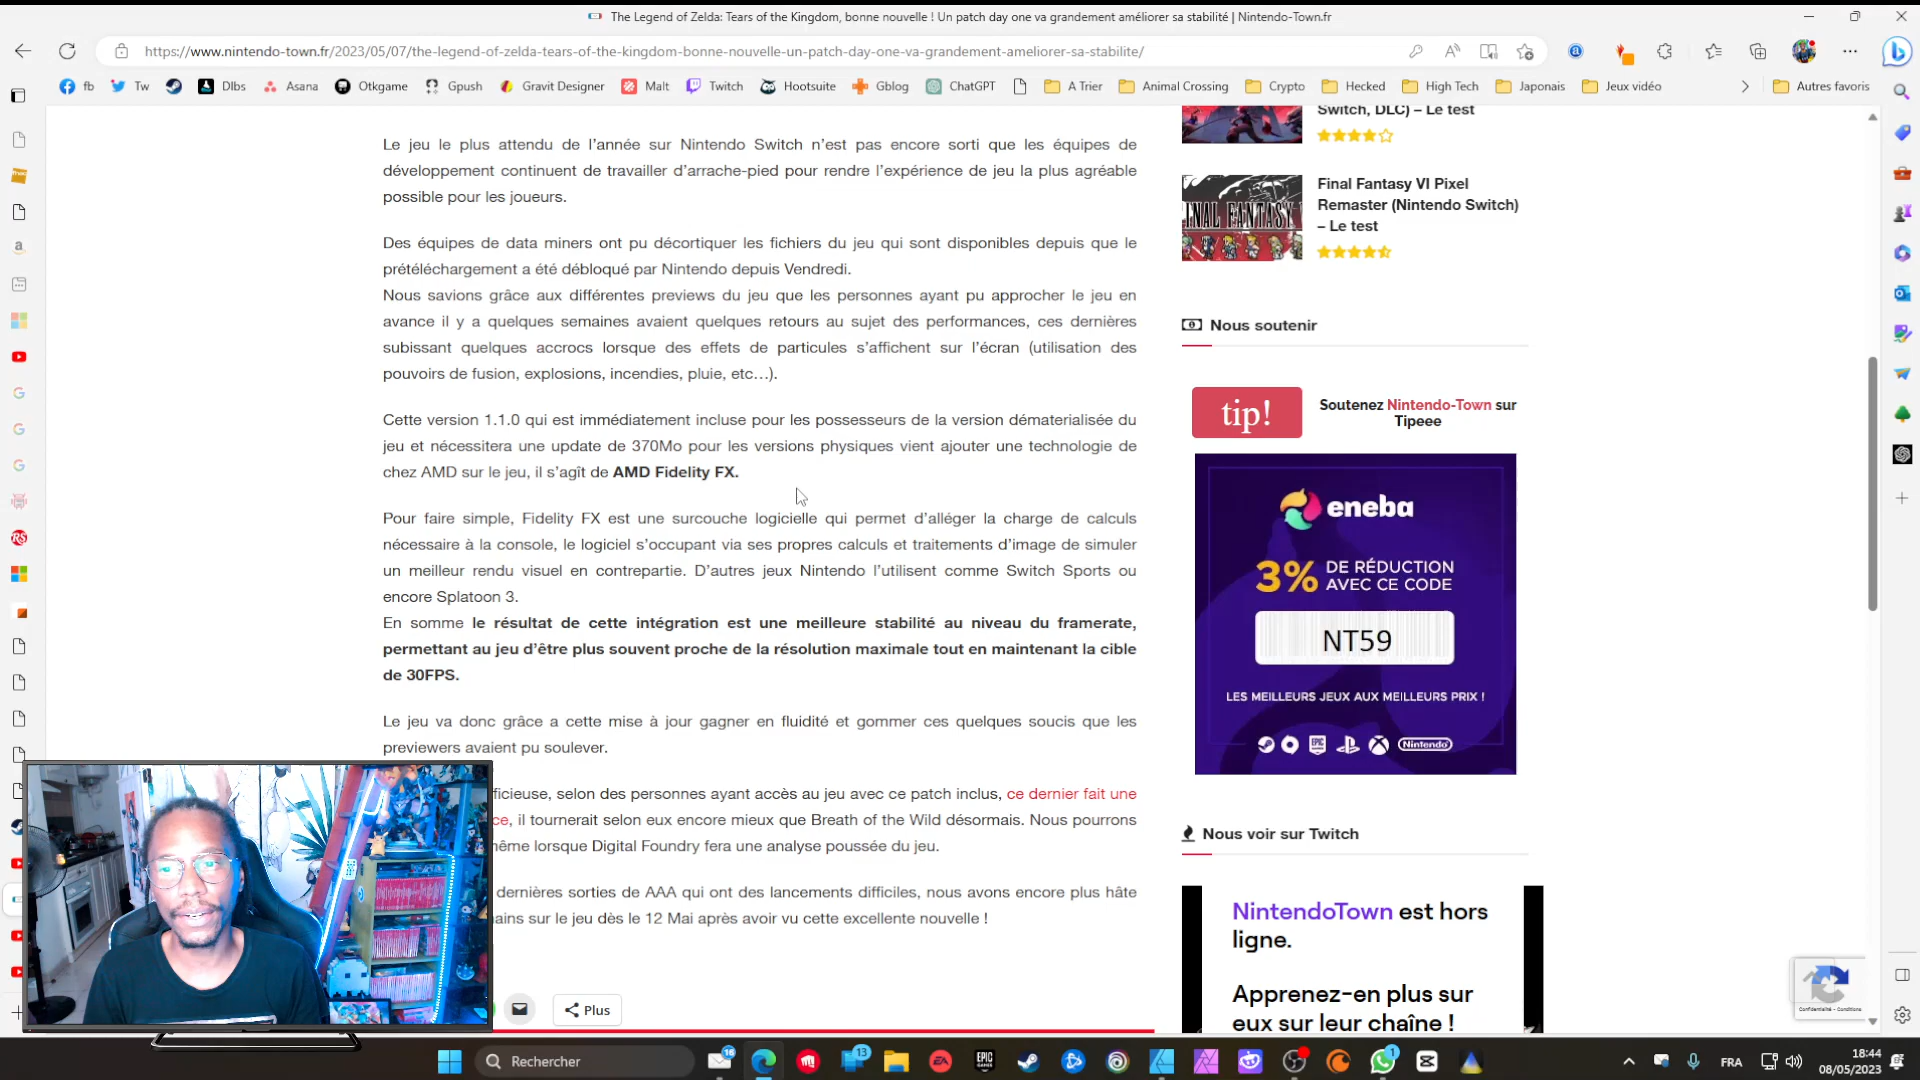 The Legend of Zelda: Tears of the Kingdom, bonne nouvelle ! Un patch day one va grandement améliorer sa stabilité | Nintendo-Town.fr
https://www.nintendo-town.fr/2023/05/07/the-legend-of-zelda-tears-of-the-kingdom-bonne-nouvelle-un-patch-day-one-va-grandement-ameliorer-sa-stabilite/
fb Tw Dlbs Asana Otkgame Gpush Gravit Designer Malt Twitch Hootsuite Gblog ChatGPT A Trier Animal Crossing Crypto Hecked High Tech Japonais Jeux vidéo Autres favoris
Le jeu le plus attendu de l'année sur Nintendo Switch n'est pas encore sorti que les équipes de
développement continuent de travailler d'arrache-pied pour rendre l'expérience de jeu la plus agréable
possible pour les joueurs.
Des équipes de data miners ont pu décortiquer les fichiers du jeu qui sont disponibles depuis que le
prétéléchargement a été débloqué par Nintendo depuis Vendredi.
Nous savions grâce aux différentes previews du jeu que les personnes ayant pu approcher le jeu en
avance il y a quelques semaines avaient quelques retours au sujet des performances, ces dernières
subissant quelques accrocs lorsque des effets de particules s'affichent sur l'écran (utilisation des
pouvoirs de fusion, explosions, incendies, pluie, etc…).
Cette version 1.1.0 qui est immédiatement incluse pour les possesseurs de la version dématerialisée du
jeu et nécessitera une update de 370Mo pour les versions physiques vient ajouter une technologie de
chez AMD sur le jeu, il s'agît de AMD Fidelity FX.
Pour faire simple, Fidelity FX est une surcouche logicielle qui permet d'alléger la charge de calculs
nécessaire à la console, le logiciel s'occupant via ses propres calculs et traitements d'image de simuler
un meilleur rendu visuel en contrepartie. D'autres jeux Nintendo l'utilisent comme Switch Sports ou
encore Splatoon 3.
En somme le résultat de cette intégration est une meilleure stabilité au niveau du framerate,
permettant au jeu d'être plus souvent proche de la résolution maximale tout en maintenant la cible
de 30FPS.
Le jeu va donc grâce a cette mise à jour gagner en fluidité et gommer ces quelques soucis que les
previewers avaient pu soulever.
ficieuse, selon des personnes ayant accès au jeu avec ce patch inclus, ce dernier fait une
ce, il tournerait selon eux encore mieux que Breath of the Wild désormais. Nous pourrons
même lorsque Digital Foundry fera une analyse poussée du jeu.
dernières sorties de AAA qui ont des lancements difficiles, nous avons encore plus hâte
ains sur le jeu dès le 12 Mai après avoir vu cette excellente nouvelle !
Plus
Switch, DLC) – Le test
FINAL FANTASY
Final Fantasy VI Pixel
Remaster (Nintendo Switch)
– Le test
Nous soutenir
tip!
Soutenez Nintendo-Town sur
Tipeee
eneba
3% DE RÉDUCTION
AVEC CE CODE
NT59
LES MEILLEURS JEUX AUX MEILLEURS PRIX !
Nintendo
Nous voir sur Twitch
NintendoTown est hors
ligne.
Apprenez-en plus sur
eux sur leur chaîne !
Confidentialité - Conditions
Rechercher
FRA
18:44
08/05/2023